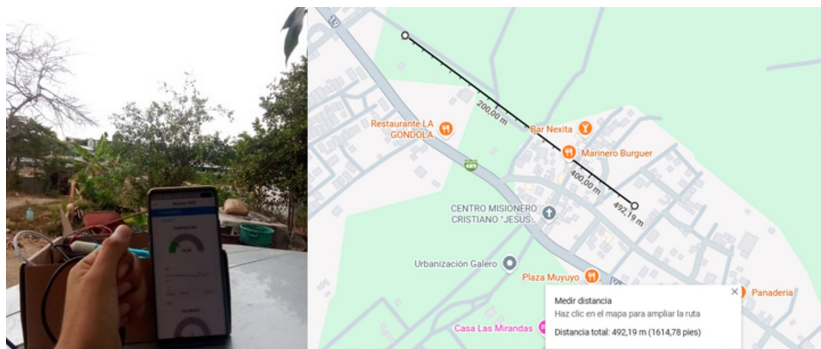 Restaurante LA
GONDOLA
200,00 m
Bar Nexita
Marinero Burguer
400,00 m
492,19 m
CENTRO MISIONERO
CRISTIANO "JESÚS...
Urbanización Galero
Plaza Muyuyo
Panaderia
Casa Las Mirandas
Medir distancia
Haz clic en el mapa para ampliar la ruta
Distancia total: 492,19 m (1614,78 pies)